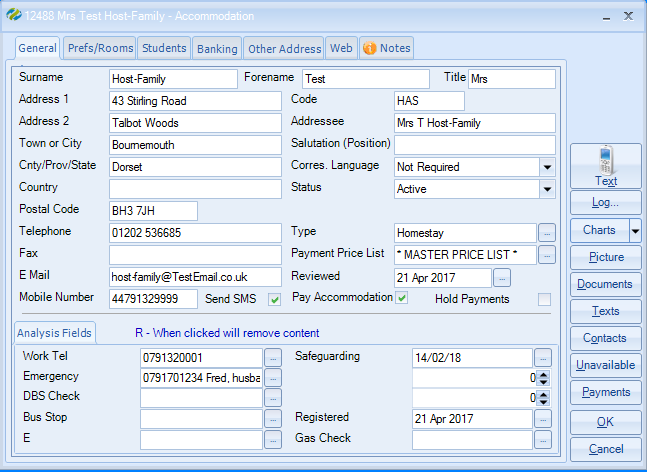 12488 Mrs Test Host-Family - Accommodation
General Prefs/Rooms Students Banking Other Address Web Notes
Surname Host-Family Forename Test Title Mrs
Address 1 43 Stirling Road Code HAS
Address 2 Talbot Woods Addressee Mrs T Host-Family
Town or City Bournemouth Salutation (Position)
Cnty/Prov/State Dorset Corres. Language Not Required
Country Status Active
Postal Code BH3 7JH
Telephone 01202 536685 Type Homestay ...
Fax Payment Price List * MASTER PRICE LIST * ...
E Mail host-family@TestEmail.co.uk Reviewed 21 Apr 2017 ...
Mobile Number 44791329999 Send SMS Pay Accommodation Hold Payments
Analysis Fields R - When clicked will remove content
Work Tel 0791320001 ... Safeguarding 14/02/18 ...
Emergency 0791701234 Fred, husba ... 0
DBS Check ... 0
Bus Stop ... Registered 21 Apr 2017 ...
E ... Gas Check ...
Text
Log...
Charts
Picture
Documents
Texts
Contacts
Unavailable
Payments
OK
Cancel